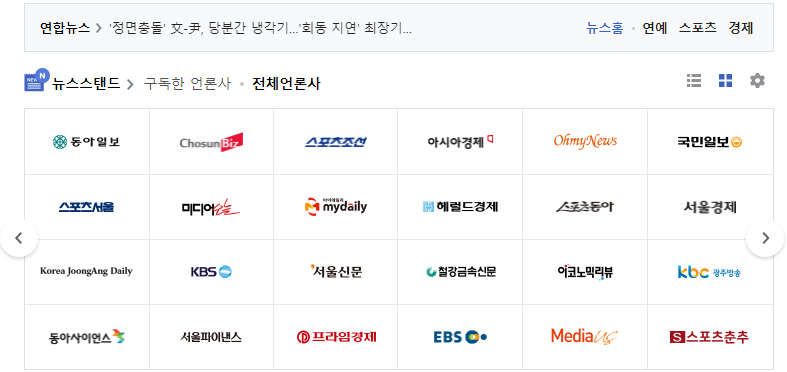 연합뉴스 > '정면충돌' 文-尹, 당분간 냉각기...'회동 지연' 최장기... 뉴스홈 · 연예 스포츠 경제
NEW N 뉴스스탠드 > 구독한 언론사 · 전체언론사
동아일보 ChosunBiz 스포츠조선 아시아경제 OhmyNews 국민일보
스포츠서울 미디어오늘 마이데일리 mydaily 헤럴드경제 스포츠동아 서울경제
Korea JoongAng Daily KBS 서울신문 철강금속신문 이코노믹리뷰 kbc 광주방송
동아사이언스 서울파이낸스 프라임경제 EBS Media US S 스포츠춘추